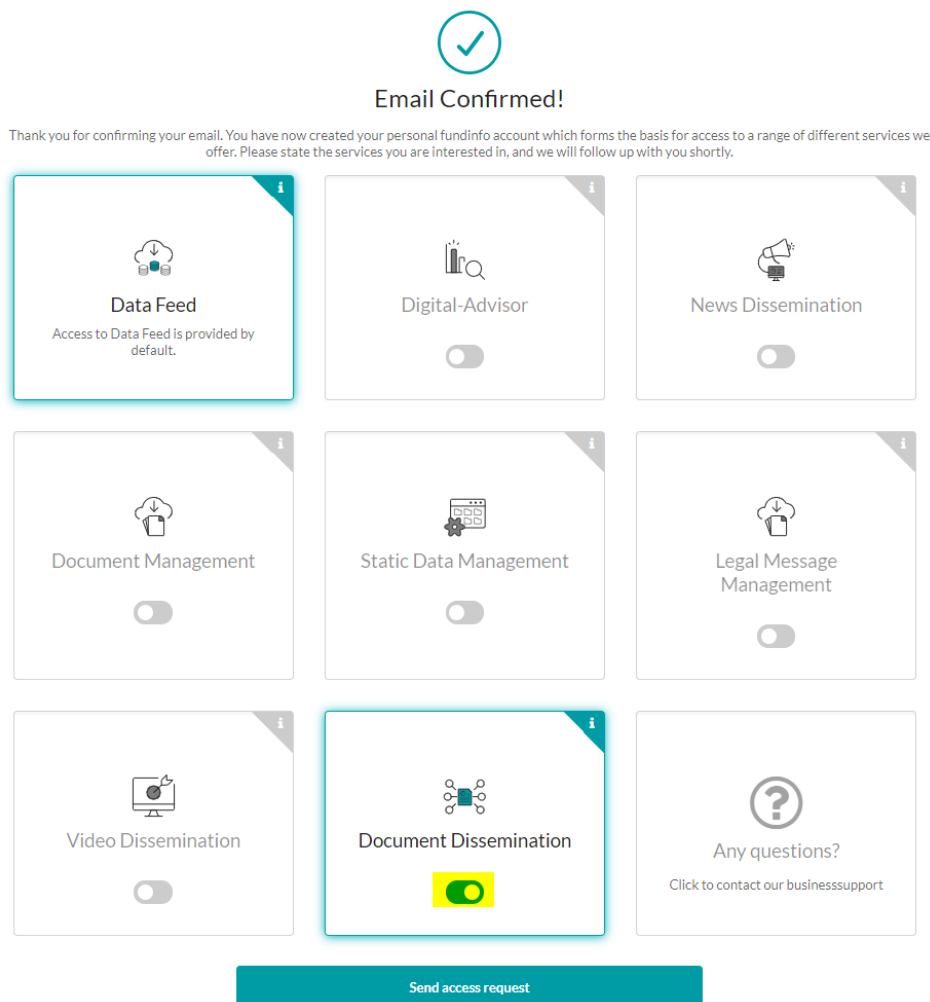 Email Confirmed!
Thank you for confirming your email. You have now created your personal fundinfo account which forms the basis for access to a range of different services we
offer. Please state the services you are interested in, and we will follow up with you shortly.
i
i
i
Data Feed
Digital-Advisor
News Dissemination
Access to Data Feed is provided by
default.
i
i
i
Document Management
Static Data Management
Legal Message
Management
i
i
Video Dissemination
Document Dissemination
?
Any questions?
Click to contact our businesssupport
Send access request